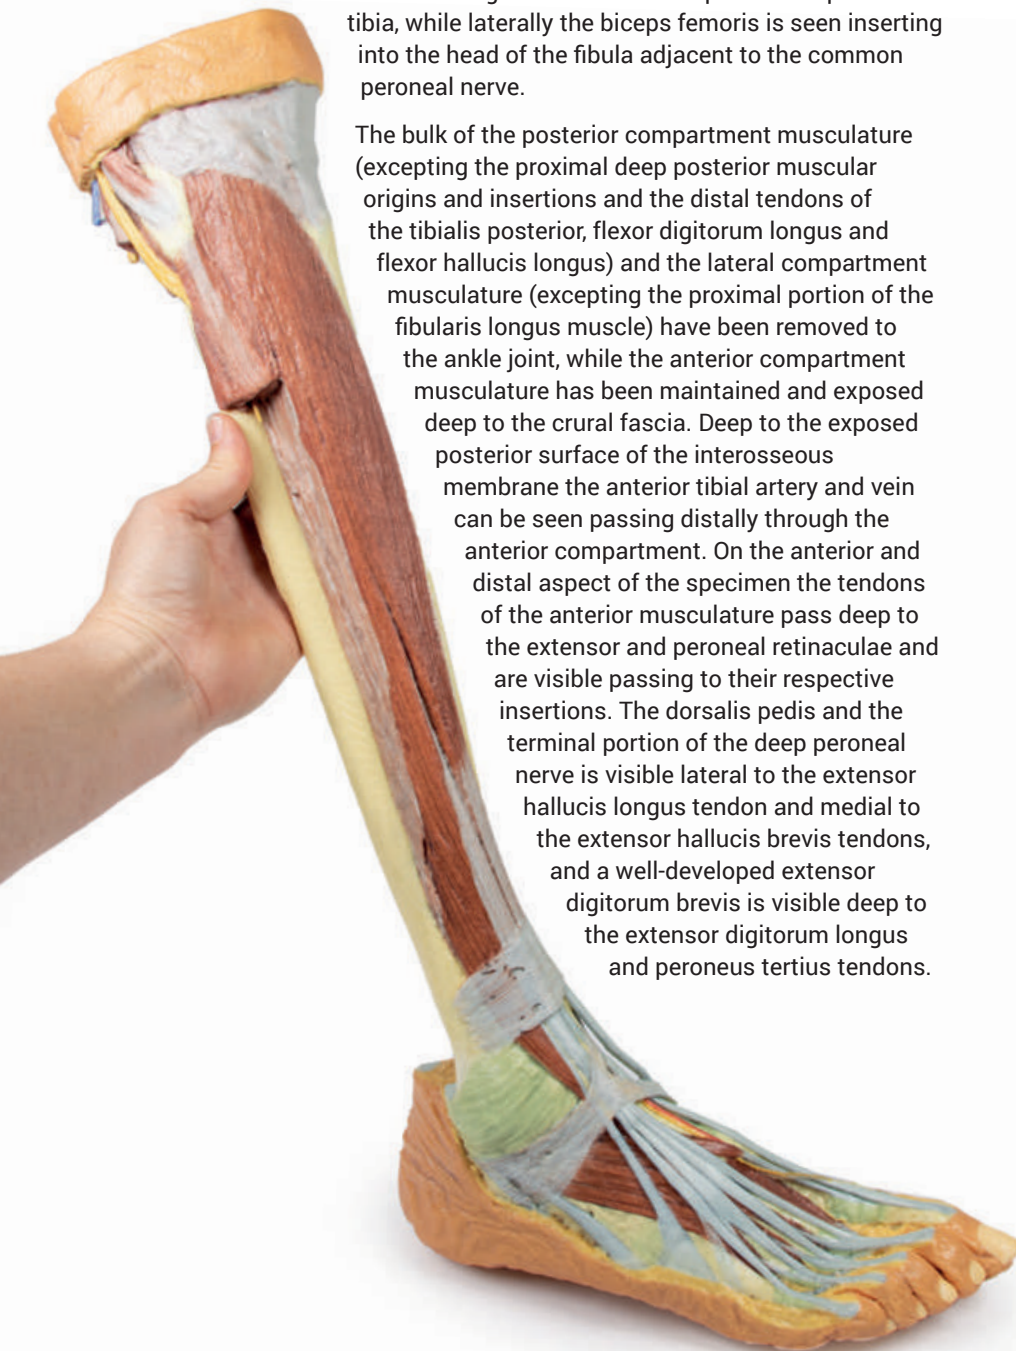 tibia, while laterally the biceps femoris is seen inserting
into the head of the fibula adjacent to the common
peroneal nerve.
The bulk of the posterior compartment musculature
(excepting the proximal deep posterior muscular
origins and insertions and the distal tendons of
the tibialis posterior, flexor digitorum longus and
flexor hallucis longus) and the lateral compartment
musculature (excepting the proximal portion of the
fibularis longus muscle) have been removed to
the ankle joint, while the anterior compartment
musculature has been maintained and exposed
deep to the crural fascia. Deep to the exposed
posterior surface of the interosseous
membrane the anterior tibial artery and vein
can be seen passing distally through the
anterior compartment. On the anterior and
distal aspect of the specimen the tendons
of the anterior musculature pass deep to
the extensor and peroneal retinaculae and
are visible passing to their respective
insertions. The dorsalis pedis and the
terminal portion of the deep peroneal
nerve is visible lateral to the extensor
hallucis longus tendon and medial to
the extensor hallucis brevis tendons,
and a well-developed extensor
digitorum brevis is visible deep to
the extensor digitorum longus
and peroneus tertius tendons.